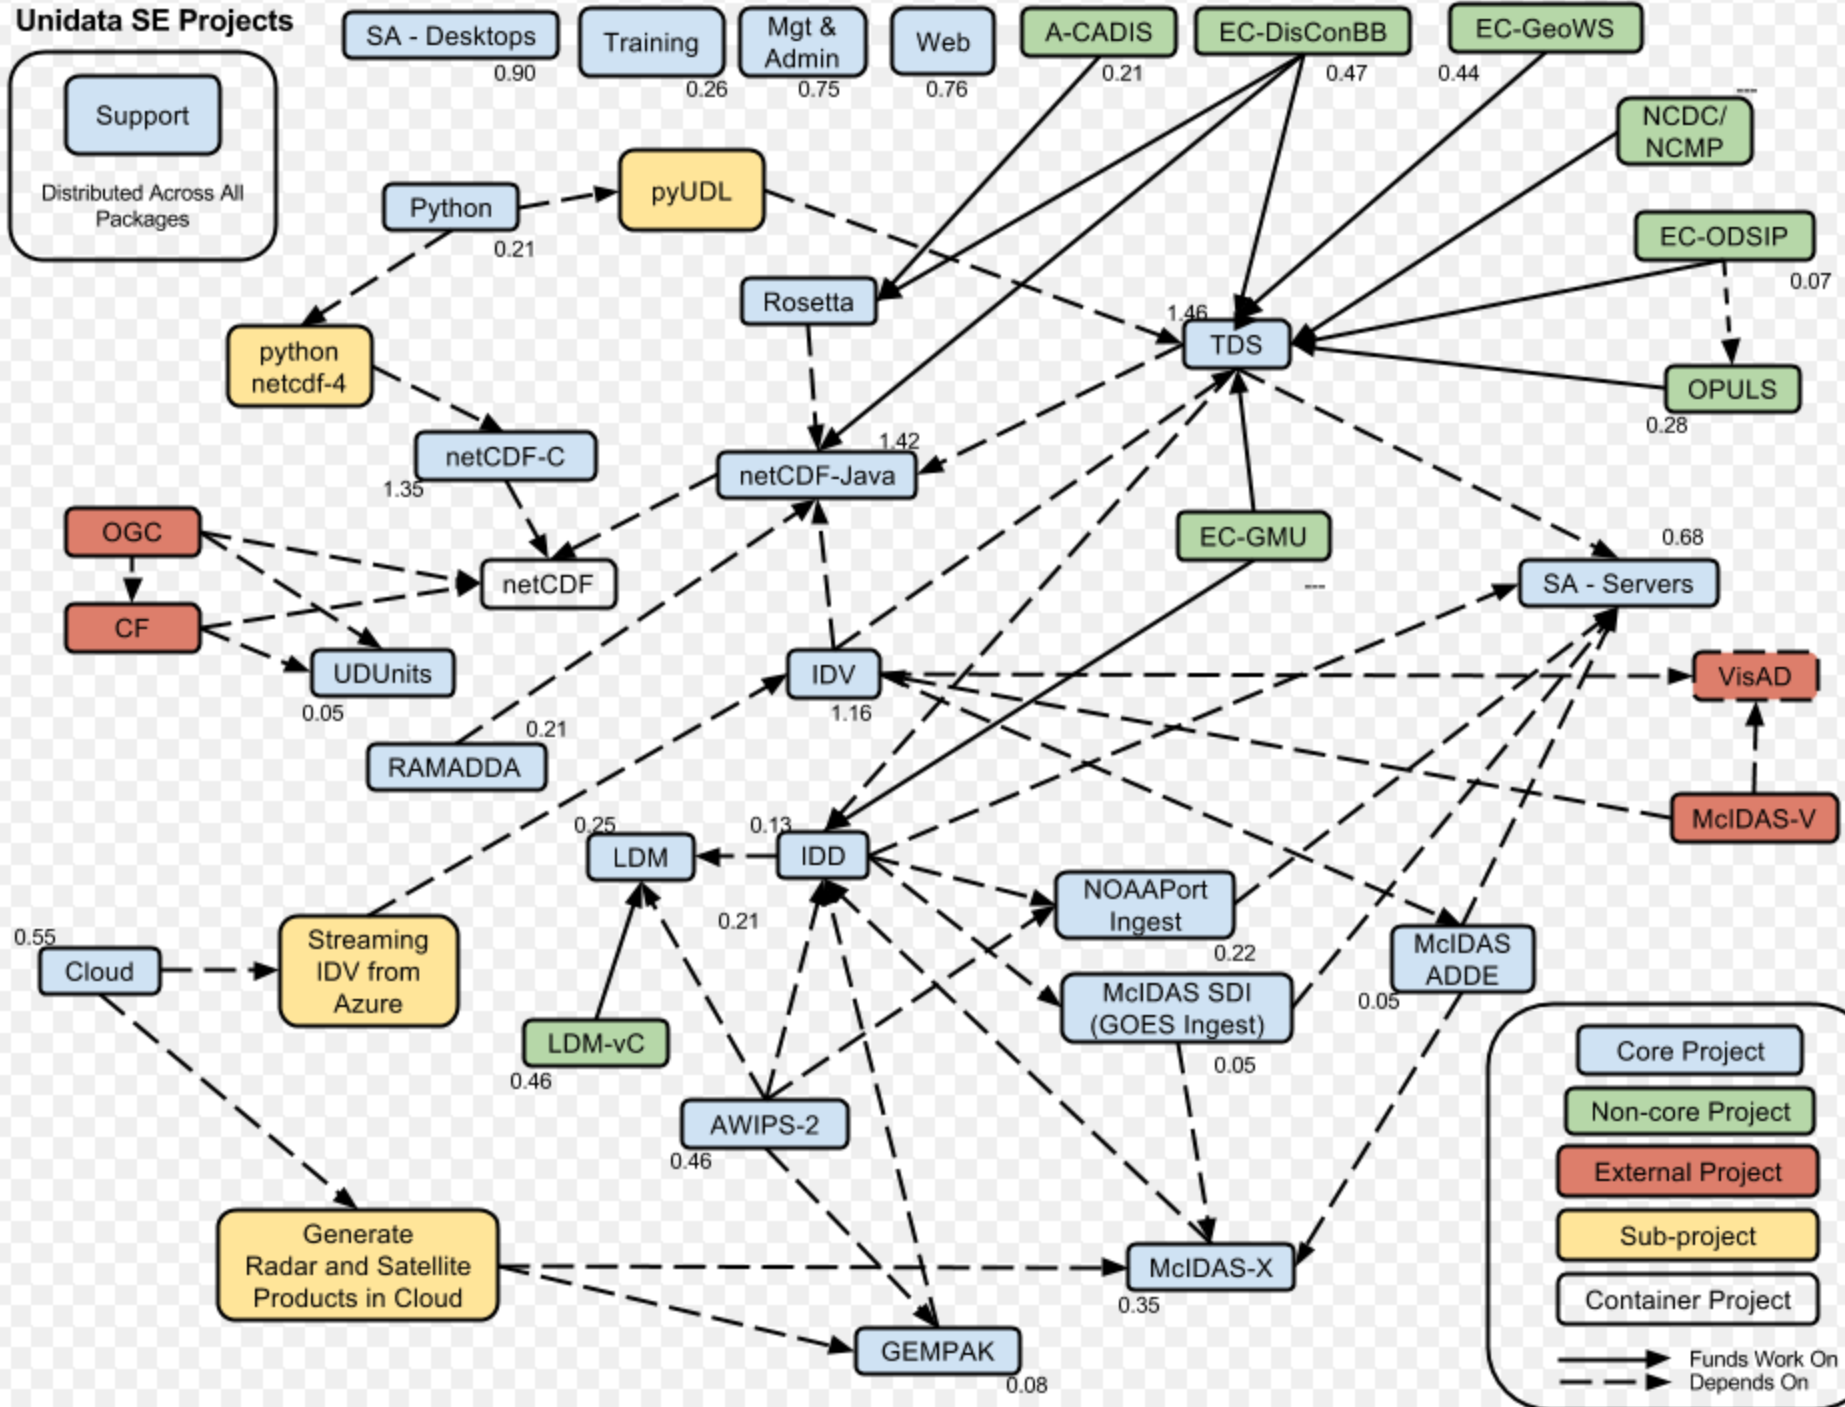 Unidata SE Projects
SA - Desktops
0.90
Training
0.26
Mgt &
Admin
0.75
Web
0.76
A-CADIS
0.21
EC-DisConBB
0.47
EC-GeoWS
0.44
Support
Distributed Across All
Packages
---
NCDC/
NCMP
Python
0.21
pyUDL
EC-ODSIP
0.07
Rosetta
1.46
TDS
python
netcdf-4
OPULS
0.28
netCDF-C
1.35
1.42
netCDF-Java
OGC
EC-GMU
---
0.68
SA - Servers
netCDF
CF
UDUnits
0.05
IDV
1.16
VisAD
0.21
RAMADDA
McIDAS-V
0.25
LDM
0.13
IDD
NOAAPort
Ingest
0.22
0.21
0.55
Cloud
Streaming
IDV from
Azure
McIDAS
ADDE
0.05
McIDAS SDI
(GOES Ingest)
0.05
LDM-vC
0.46
AWIPS-2
0.46
Generate
Radar and Satellite
Products in Cloud
McIDAS-X
0.35
GEMPAK
0.08
Core Project
Non-core Project
External Project
Sub-project
Container Project
Funds Work On
Depends On